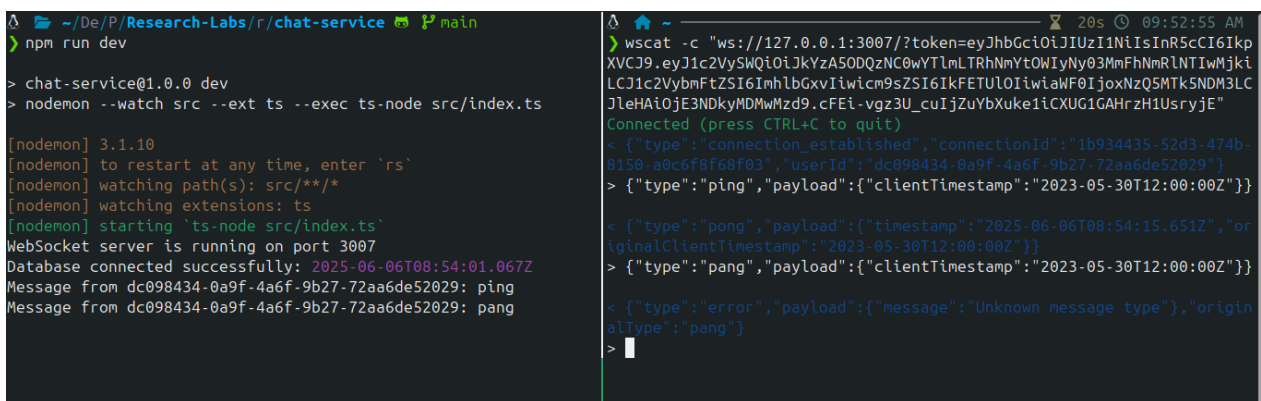 ~/De/P/Research-Labs/r/chat-service main
❯ npm run dev
> chat-service@1.0.0 dev
> nodemon --watch src --ext ts --exec ts-node src/index.ts
[nodemon] 3.1.10
[nodemon] to restart at any time, enter `rs`
[nodemon] watching path(s): src/**/*
[nodemon] watching extensions: ts
[nodemon] starting `ts-node src/index.ts`
WebSocket server is running on port 3007
Database connected successfully: 2025-06-06T08:54:01.067Z
Message from dc098434-0a9f-4a6f-9b27-72aa6de52029: ping
Message from dc098434-0a9f-4a6f-9b27-72aa6de52029: pang
~ 20s 09:52:55 AM
❯ wscat -c "ws://127.0.0.1:3007/?token=eyJhbGciOiJIUzI1NiIsInR5cCI6Ikp
XVCJ9.eyJ1c2VySWQiOiJkYzA5ODQzNC0wYTlmLTRhNmYtOWIyNy03MmFhNmRlNTIwMjki
LCJ1c2VybmFtZSI6ImhlbGxvIiwicm9sZSI6IkFETUlOIiwiaWF0IjoxNzQ5MTk5NDM3LC
JleHAiOjE3NDkyMDMwMzd9.cFEi-vgz3U_cuIjZuYbXuke1iCXUG1GAHrzH1UsryjE"
Connected (press CTRL+C to quit)
< {"type":"connection_established","connectionId":"1b934435-52d3-474b-
8150-a0c6f8f68f03","userId":"dc098434-0a9f-4a6f-9b27-72aa6de52029"}
> {"type":"ping","payload":{"clientTimestamp":"2023-05-30T12:00:00Z"}}
< {"type":"pong","payload":{"timestamp":"2025-06-06T08:54:15.651Z","or
iginalClientTimestamp":"2023-05-30T12:00:00Z"}}
> {"type":"pang","payload":{"clientTimestamp":"2023-05-30T12:00:00Z"}}
< {"type":"error","payload":{"message":"Unknown message type"},"origin
alType":"pang"}
>